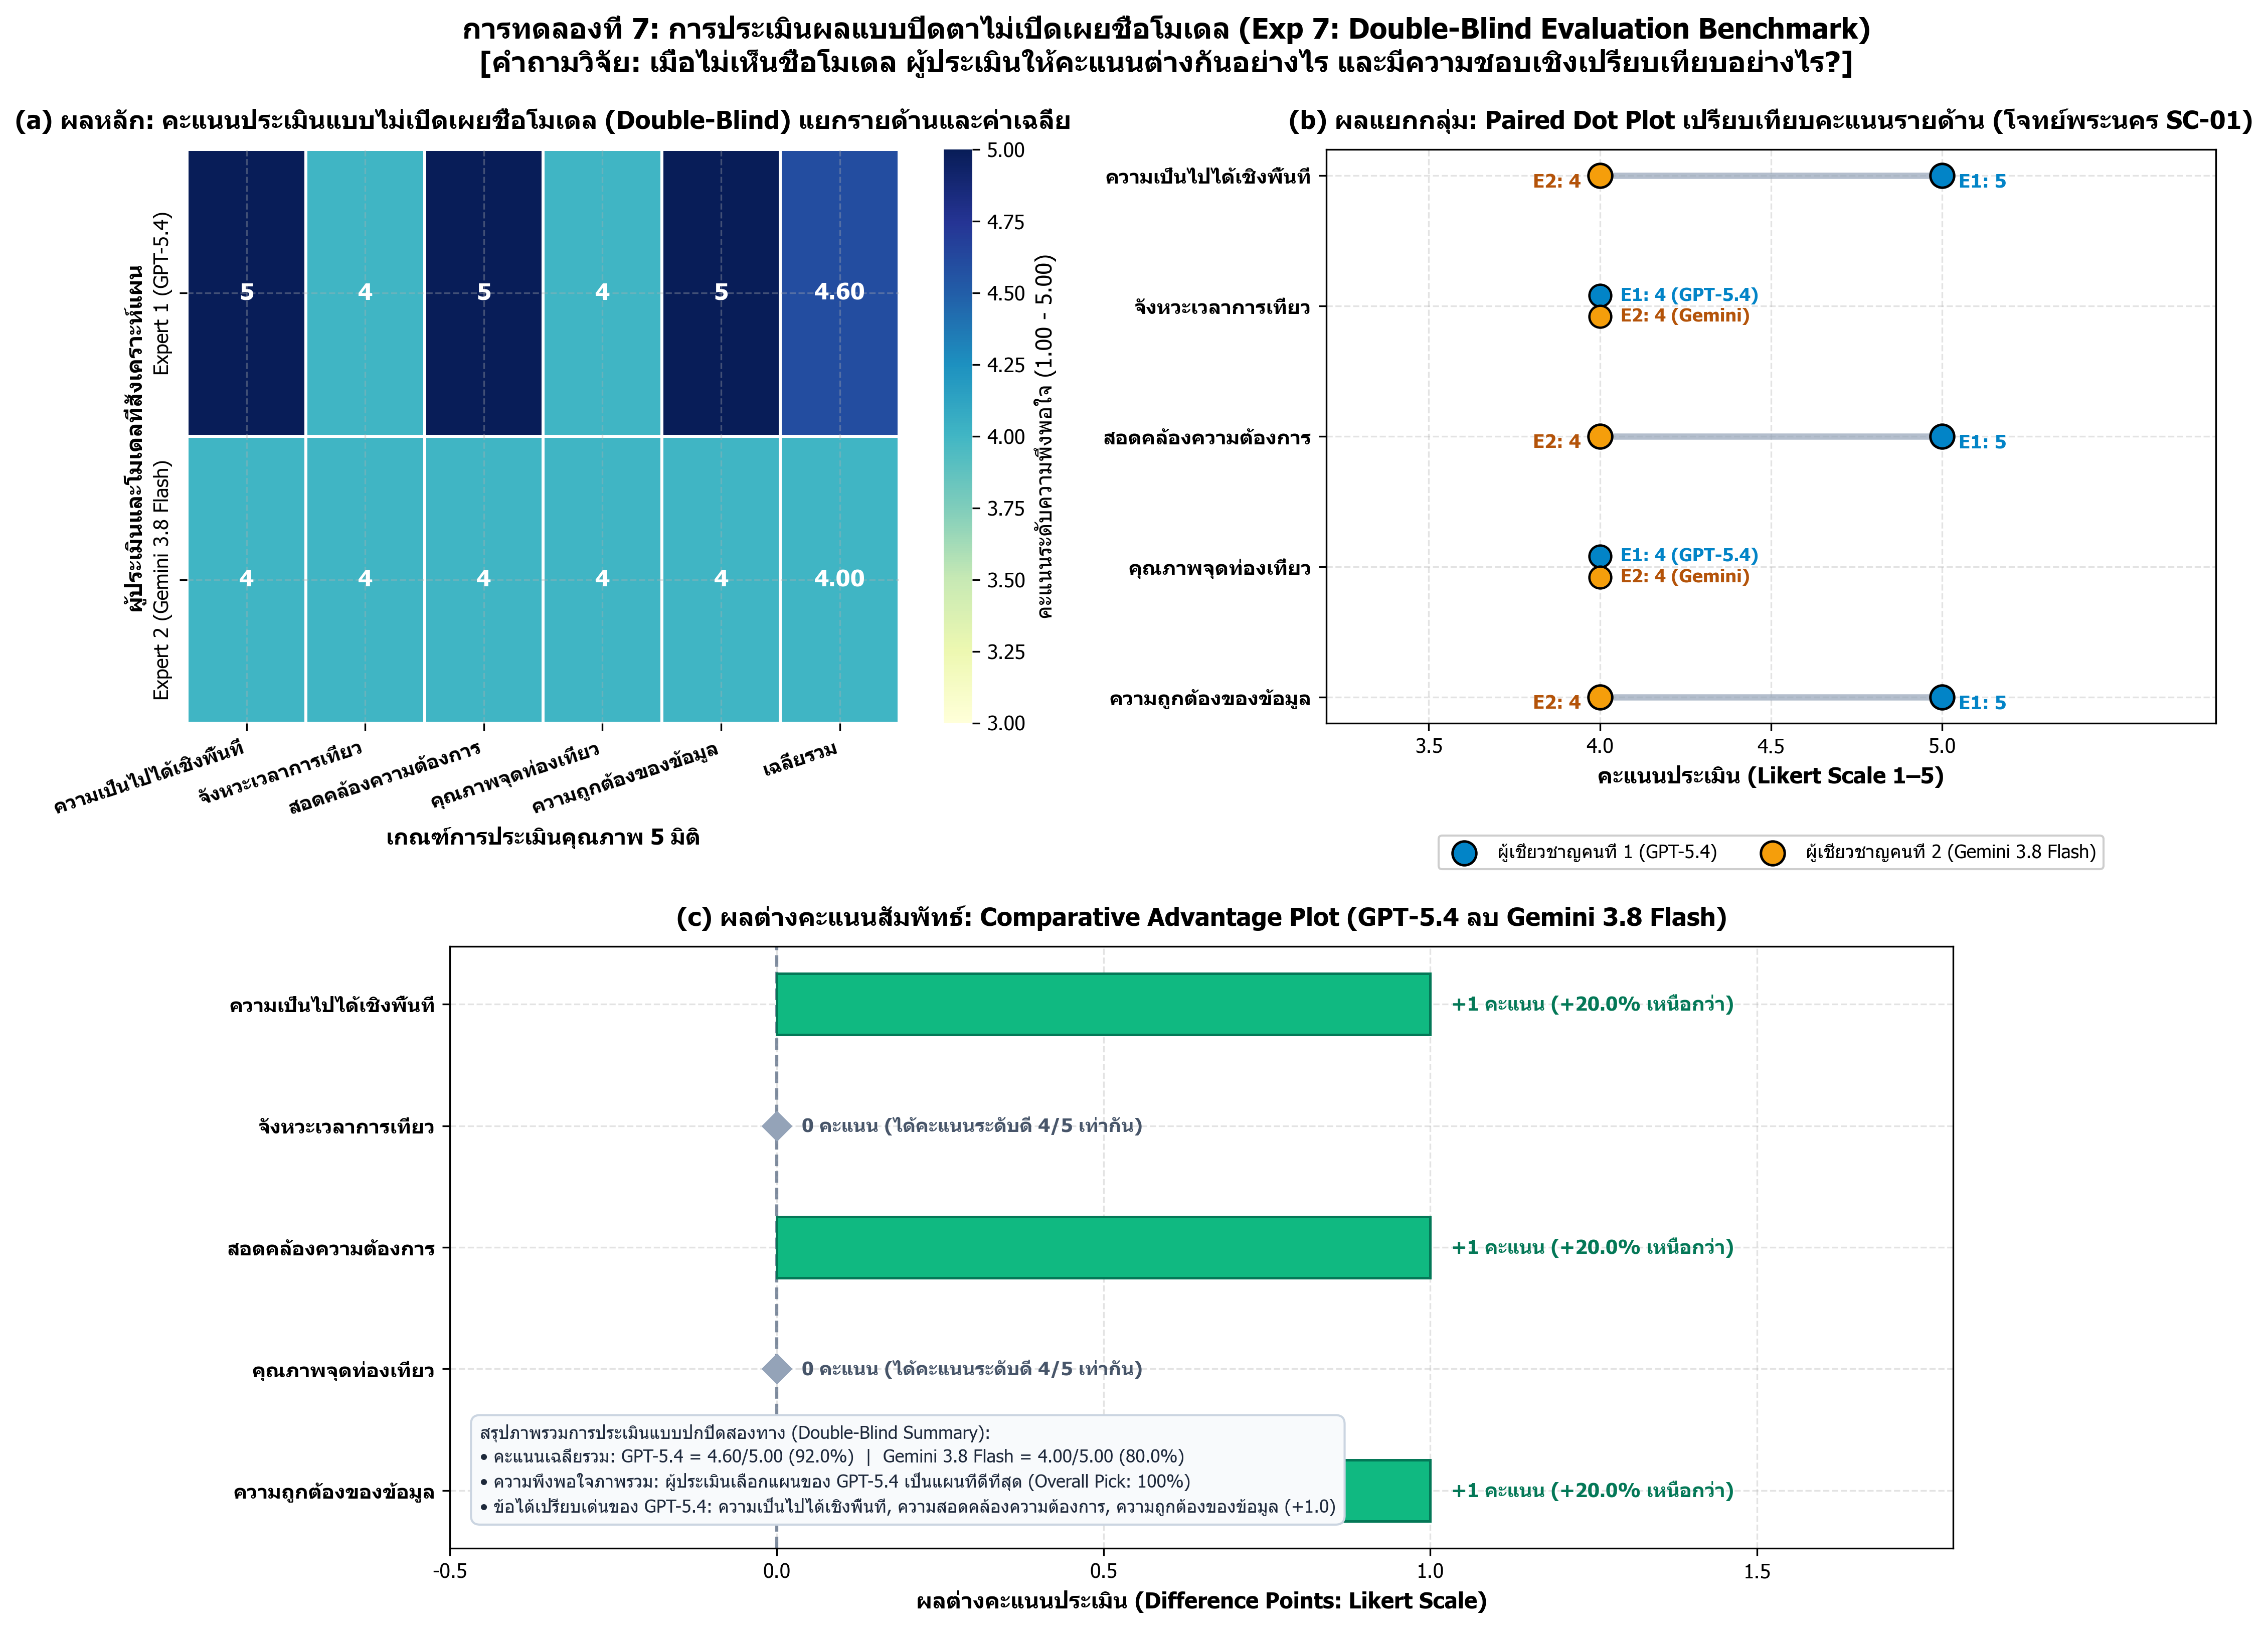 การทดลองที่ 7: การประเมินผลแบบปิดตาไม่เปิดเผยชื่อโมเดล (Exp 7: Double-Blind Evaluation Benchmark)
[คำถามวิจัย: เมื่อไม่เห็นชื่อโมเดล ผู้ประเมินให้คะแนนต่างกันอย่างไร และมีความชอบเชิงเปรียบเทียบอย่างไร?]
(a) ผลหลัก: คะแนนประเมินแบบไม่เปิดเผยชื่อโมเดล (Double-Blind) แยกรายด้านและค่าเฉลี่ย
ผู้ประเมินและโมเดลที่สังเคราะห์แผน
Expert 1 (GPT-5.4)
Expert 2 (Gemini 3.8 Flash)
5 4 5 4 5 4.60
4 4 4 4 4 4.00
ความเป็นไปได้เชิงพื้นที่
จังหวะเวลาการเที่ยว
สอดคล้องความต้องการ
คุณภาพจุดท่องเที่ยว
ความถูกต้องของข้อมูล
เฉลี่ยรวม
เกณฑ์การประเมินคุณภาพ 5 มิติ
5.00
4.75
4.50
4.25
4.00
3.75
3.50
3.25
3.00
คะแนนระดับความพึงพอใจ (1.00 - 5.00)
(b) ผลแยกกลุ่ม: Paired Dot Plot เปรียบเทียบคะแนนรายด้าน (โจทย์พระนคร SC-01)
ความเป็นไปได้เชิงพื้นที่
E2: 4
E1: 5
จังหวะเวลาการเที่ยว
E1: 4 (GPT-5.4)
E2: 4 (Gemini)
สอดคล้องความต้องการ
E2: 4
E1: 5
คุณภาพจุดท่องเที่ยว
E1: 4 (GPT-5.4)
E2: 4 (Gemini)
ความถูกต้องของข้อมูล
E2: 4
E1: 5
3.5 4.0 4.5 5.0
คะแนนประเมิน (Likert Scale 1–5)
ผู้เชี่ยวชาญคนที่ 1 (GPT-5.4)
ผู้เชี่ยวชาญคนที่ 2 (Gemini 3.8 Flash)
(c) ผลต่างคะแนนสัมพัทธ์: Comparative Advantage Plot (GPT-5.4 ลบ Gemini 3.8 Flash)
ความเป็นไปได้เชิงพื้นที่
+1 คะแนน (+20.0% เหนือกว่า)
จังหวะเวลาการเที่ยว
0 คะแนน (ได้คะแนนระดับดี 4/5 เท่ากัน)
สอดคล้องความต้องการ
+1 คะแนน (+20.0% เหนือกว่า)
คุณภาพจุดท่องเที่ยว
0 คะแนน (ได้คะแนนระดับดี 4/5 เท่ากัน)
สรุปภาพรวมการประเมินแบบปกปิดสองทาง (Double-Blind Summary):
• คะแนนเฉลี่ยรวม: GPT-5.4 = 4.60/5.00 (92.0%) | Gemini 3.8 Flash = 4.00/5.00 (80.0%)
• ความพึงพอใจภาพรวม: ผู้ประเมินเลือกแผนของ GPT-5.4 เป็นแผนที่ดีที่สุด (Overall Pick: 100%)
• ข้อได้เปรียบเด่นของ GPT-5.4: ความเป็นไปได้เชิงพื้นที่, ความสอดคล้องความต้องการ, ความถูกต้องของข้อมูล (+1.0)
ความถูกต้องของข้อมูล
+1 คะแนน (+20.0% เหนือกว่า)
-0.5 0.0 0.5 1.0 1.5
ผลต่างคะแนนประเมิน (Difference Points: Likert Scale)